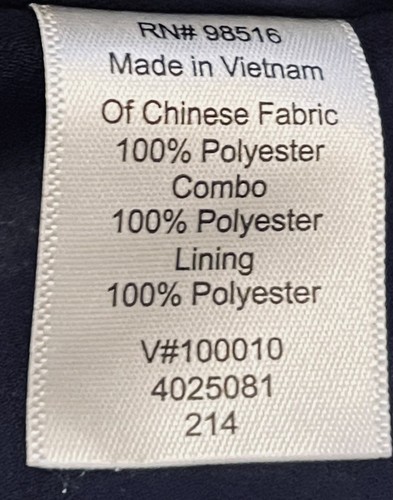 RN# 98516
Made in Vietnam
Of Chinese Fabric
100% Polyester
Combo
100% Polyester
Lining
100% Polyester
V#100010
4025081
214